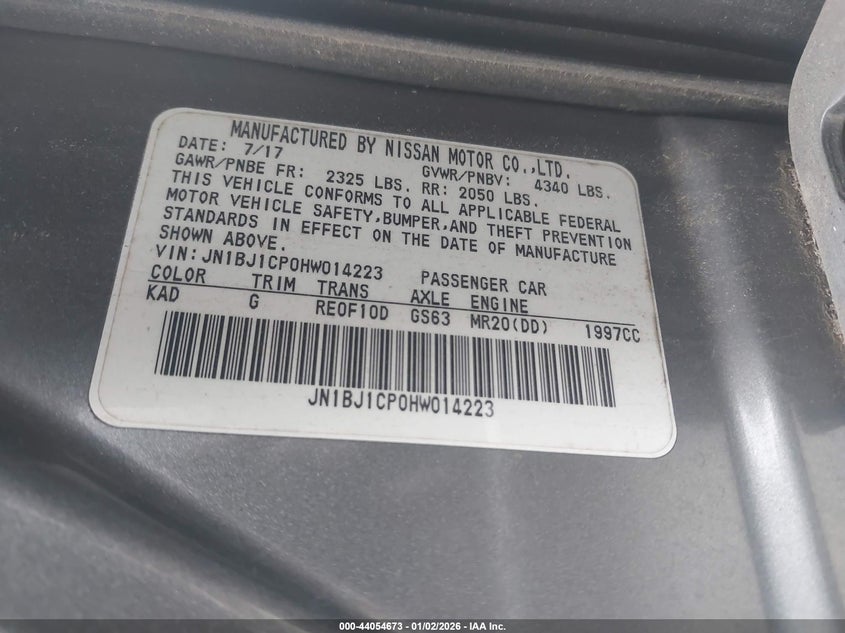 MANUFACTURED BY NISSAN MOTOR CO.,LTD.
DATE: 7/17 GVWR/PNBV: 4340 LBS.
GAWR/PNBE FR: 2325 LBS. RR: 2050 LBS.
THIS VEHICLE CONFORMS TO ALL APPLICABLE FEDERAL
MOTOR VEHICLE SAFETY,BUMPER,AND THEFT PREVENTION
STANDARDS IN EFFECT ON THE DATE OF MANUFACTURE
SHOWN ABOVE.
VIN:JN1BJ1CP0HW014223 PASSENGER CAR
COLOR TRIM TRANS AXLE ENGINE
KAD G RE0F10D GS63 MR20(DD) 1997CC
JN1BJ1CP0HW014223
000-44054673 - 01/02/2026 - IAA Inc.